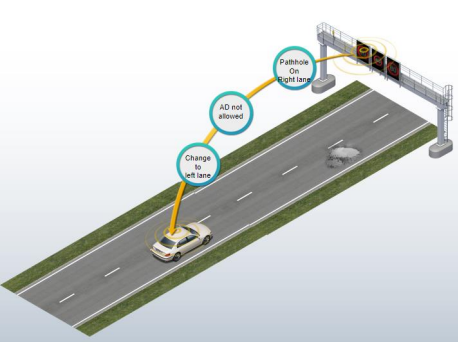 Pathhole
On
Right lane
AD not
allowed
Change
to
left lane